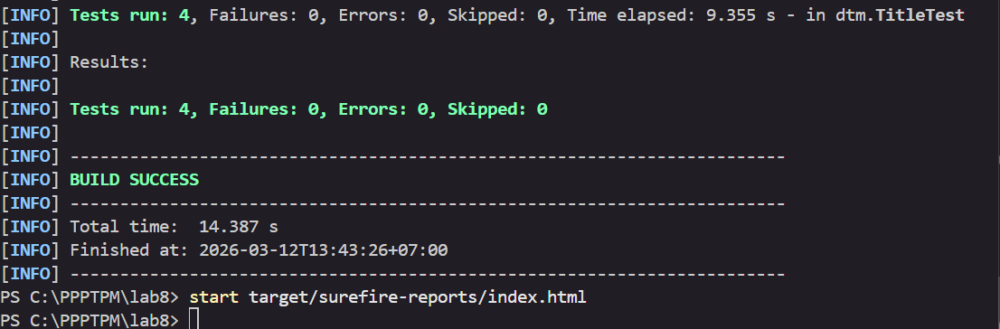 [INFO] Tests run: 4, Failures: 0, Errors: 0, Skipped: 0, Time elapsed: 9.355 s - in dtm.TitleTest
[INFO]
[INFO] Results:
[INFO]
[INFO] Tests run: 4, Failures: 0, Errors: 0, Skipped: 0
[INFO]
[INFO] ------------------------------------------------------------------------
[INFO] BUILD SUCCESS
[INFO] ------------------------------------------------------------------------
[INFO] Total time:  14.387 s
[INFO] Finished at: 2026-03-12T13:43:26+07:00
[INFO] ------------------------------------------------------------------------
PS C:\PPPTPM\lab8> start target/surefire-reports/index.html
PS C:\PPPTPM\lab8>